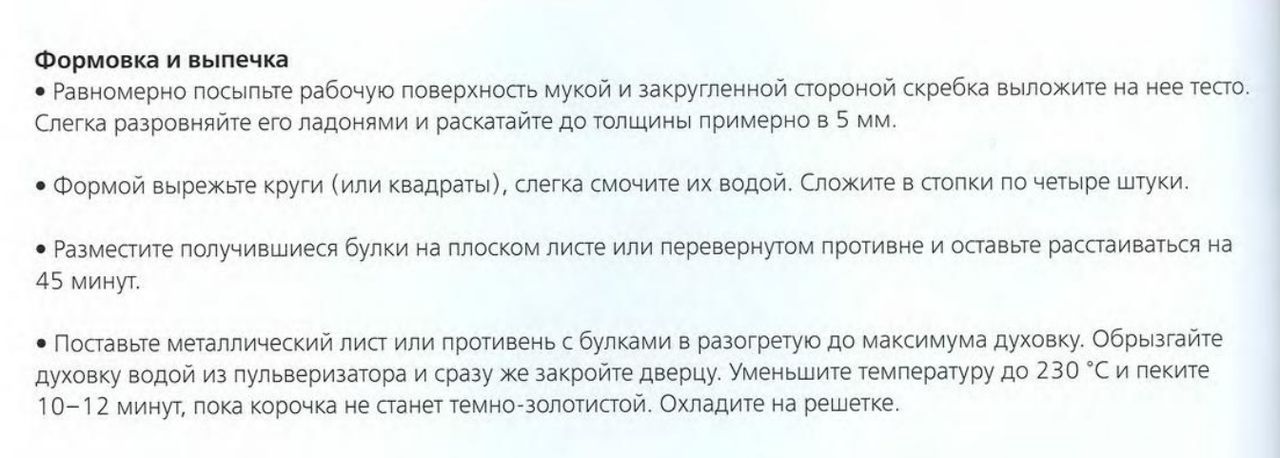 Формовка и выпечка
• Равномерно посыпьте рабочую поверхность мукой и закругленной стороной скребка выложите на нее тесто.
Слегка разровняйте его ладонями и раскатайте до толщины примерно в 5 мм.
• Формой вырежьте круги (или квадраты), слегка смочите их водой. Сложите в стопки по четыре штуки.
• Разместите получившиеся булки на плоском листе или перевернутом противне и оставьте расстаиваться на
45 минут.
• Поставьте металлический лист или противень с булками в разогретую до максимума духовку. Обрызгайте
духовку водой из пульверизатора и сразу же закройте дверцу. Уменьшите температуру до 230 °C и пеките
10–12 минут, пока корочка не станет темно-золотистой. Охладите на решетке.